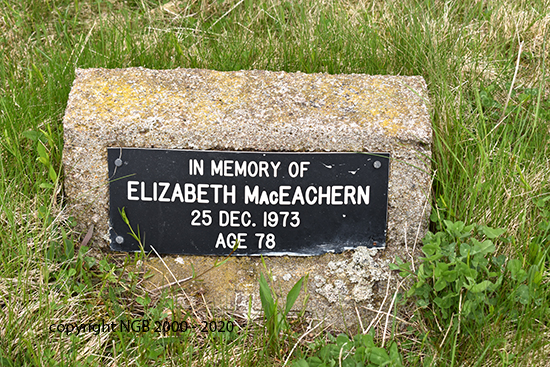 IN MEMORY OF
ELIZABETH MacEACHERN
25 DEC. 1973
AGE 78
copyright NGB 2000 - 2020